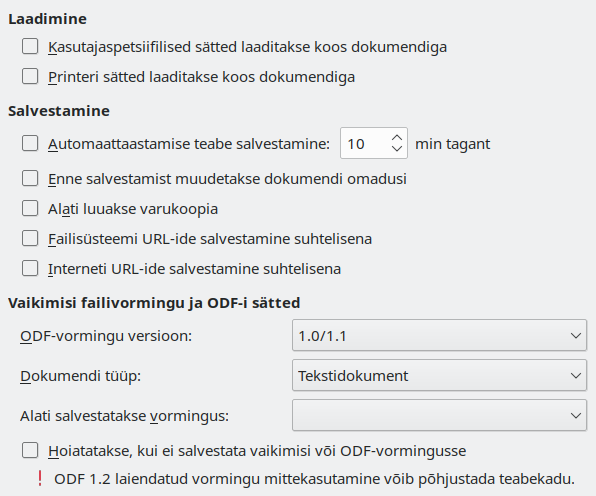 Laadimine
Kasutajaspetsiifilised sätted laaditakse koos dokumendiga
Printeri sätted laaditakse koos dokumendiga
Salvestamine
Automaattaastamise teabe salvestamine: 10 min tagant
Enne salvestamist muudetakse dokumendi omadusi
Alati luuakse varukoopia
Failisüsteemi URL-ide salvestamine suhtelisena
Interneti URL-ide salvestamine suhtelisena
Vaikimisi failivormingu ja ODF-i sätted
ODF-vormingu versioon: 1.0/1.1
Dokumendi tüüp: Tekstidokument
Alati salvestatakse vormingus:
Hoiatatakse, kui ei salvestata vaikimisi või ODF-vormingusse
! ODF 1.2 laiendatud vormingu mittekasutamine võib põhjustada teabekadu.